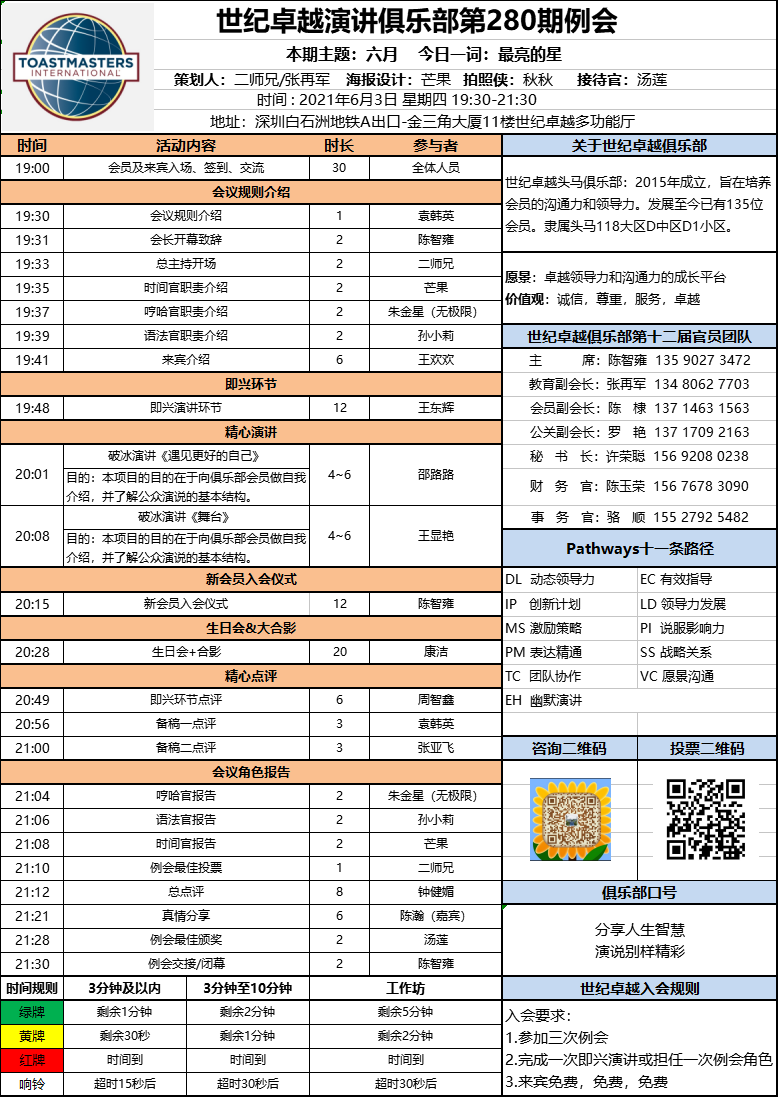 TOASTMASTERS
INTERNATIONAL
世纪卓越演讲俱乐部第280期例会
本期主题：六月 今日一词：最亮的星
策划人：二师兄/张再军 海报设计：芒果 拍照侠：秋秋 接待官：汤莲
时间：2021年6月3日 星期四 19:30-21:30
地址：深圳白石洲地铁A出口-金三角大厦11楼世纪卓越多功能厅
时间 活动内容 时长 参与者
19:00 会员及来宾入场、签到、交流 30 全体人员
会议规则介绍
19:30 会议规则介绍 1 袁韩英
19:31 会长开幕致辞 2 陈智雍
19:33 总主持开场 2 二师兄
19:35 时间官职责介绍 2 芒果
19:37 哼哈官职责介绍 2 朱金星（无极限）
19:39 语法官职责介绍 2 孙小莉
19:41 来宾介绍 6 王欢欢
即兴环节
19:48 即兴演讲环节 12 王东辉
精心演讲
破冰演讲《遇见更好的自己》
20:01 目的：本项目的目的在于向俱乐部会员做自我 4~6 邵路路
介绍，并了解公众演说的基本结构。
破冰演讲《舞台》
20:08 目的：本项目的目的在于向俱乐部会员做自我 4~6 王显艳
介绍，并了解公众演说的基本结构。
新会员入会仪式
20:15 新会员入会仪式 12 陈智雍
生日会&大合影
20:28 生日会+合影 20 康洁
精心点评
20:49 即兴环节点评 6 周智鑫
20:56 备稿一点评 3 袁韩英
21:00 备稿二点评 3 张亚飞
会议角色报告
21:04 哼哈官报告 2 朱金星（无极限）
21:06 语法官报告 2 孙小莉
21:08 时间官报告 2 芒果
21:10 例会最佳投票 1 二师兄
21:12 总点评 8 钟健媚
21:21 真情分享 6 陈瀚（嘉宾）
21:28 例会最佳颁奖 2 汤莲
21:30 例会交接/闭幕 2 陈智雍
时间规则 3分钟及以内 3分钟至10分钟 工作坊
绿牌 剩余1分钟 剩余2分钟 剩余5分钟
黄牌 剩余30秒 剩余1分钟 剩余2分钟
红牌 时间到 时间到 时间到
响铃 超时15秒后 超时30秒后 超时30秒后
关于世纪卓越俱乐部
世纪卓越头马俱乐部：2015年成立，旨在培养
会员的沟通力和领导力。发展至今已有135位
会员。隶属头马118大区D中区D1小区。
愿景：卓越领导力和沟通力的成长平台
价值观：诚信，尊重，服务，卓越
世纪卓越俱乐部第十二届官员团队
主 席：陈智雍 135 9027 3472
教育副会长：张再军 134 8062 7703
会员副会长：陈 棣 137 1463 1563
公关副会长：罗 艳 137 1709 2163
秘 书 长：许荣聪 156 9208 0238
财 务 官：陈玉荣 156 7678 3090
事 务 官：骆 顺 155 2792 5482
Pathways十一条路径
DL 动态领导力 EC 有效指导
IP 创新计划 LD 领导力发展
MS 激励策略 PI 说服影响力
PM 表达精通 SS 战略关系
TC 团队协作 VC 愿景沟通
EH 幽默演讲
咨询二维码 投票二维码
俱乐部口号
分享人生智慧
演说别样精彩
世纪卓越入会规则
入会要求：
1.参加三次例会
2.完成一次即兴演讲或担任一次例会角色
3.来宾免费，免费，免费